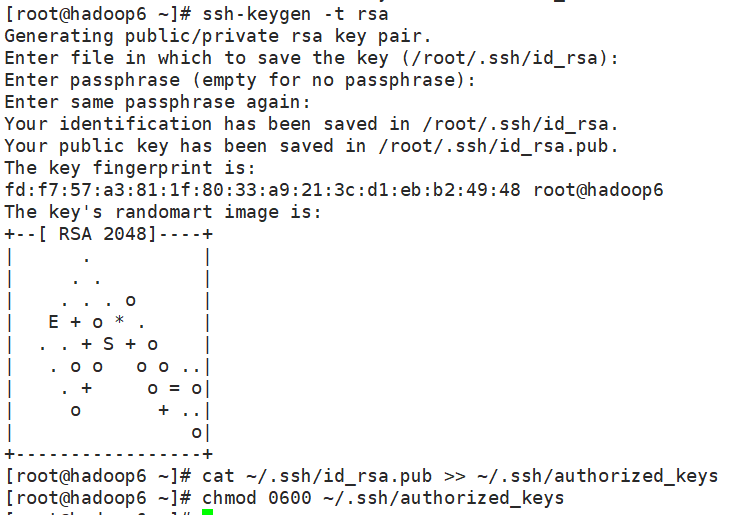 [root@hadoop6 ~]# ssh-keygen -t rsa
Generating public/private rsa key pair.
Enter file in which to save the key (/root/.ssh/id_rsa):
Enter passphrase (empty for no passphrase):
Enter same passphrase again:
Your identification has been saved in /root/.ssh/id_rsa.
Your public key has been saved in /root/.ssh/id_rsa.pub.
The key fingerprint is:
fd:f7:57:a3:81:1f:80:33:a9:21:3c:d1:eb:b2:49:48 root@hadoop6
The key's randomart image is:
+--[ RSA 2048]----+
|      .          |
|     . .         |
|    . . . o      |
|   E + o * .     |
|  . . + S + o    |
|   . o o   o o ..|
|    . +     o = o|
|     o       + ..|
|                o|
+-----------------+
[root@hadoop6 ~]# cat ~/.ssh/id_rsa.pub >> ~/.ssh/authorized_keys
[root@hadoop6 ~]# chmod 0600 ~/.ssh/authorized_keys
[root@hadoop6 ~]#